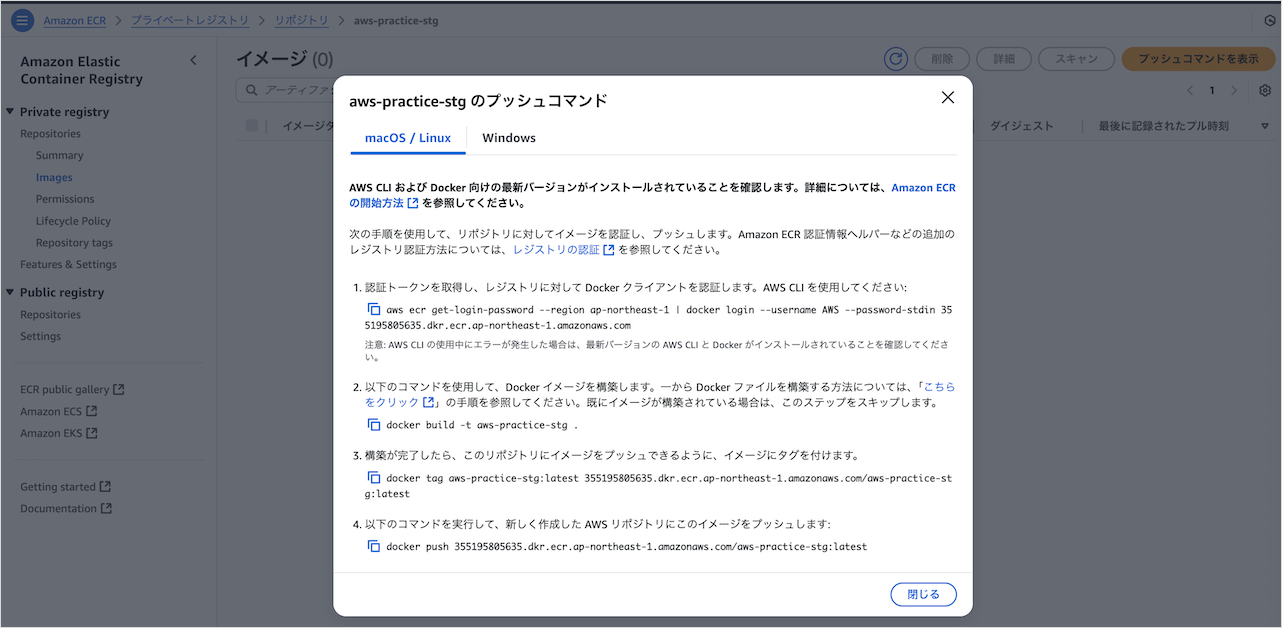 Amazon ECR > プライベートレジストリ > リポジトリ > aws-practice-stg
Amazon Elastic
Container Registry
Private registry
Repositories
Summary
Images
Permissions
Lifecycle Policy
Repository tags
Features & Settings
Public registry
Repositories
Settings
ECR public gallery
Amazon ECS
Amazon EKS
Getting started
Documentation
イメージ (0)
削除
詳細
スキャン
プッシュコマンドを表示
アーティファ
1
イメージタ
ダイジェスト
最後に記録されたプル時刻
aws-practice-stg のプッシュコマンド
macOS / Linux
Windows
AWS CLI および Docker 向けの最新バージョンがインストールされていることを確認します。詳細については、Amazon ECR
の開始方法 を参照してください。
次の手順を使用して、リポジトリに対してイメージを認証し、プッシュします。Amazon ECR 認証情報ヘルパーなどの追加の
レジストリ認証方法については、レジストリの認証 を参照してください。
1. 認証トークンを取得し、レジストリに対して Docker クライアントを認証します。AWS CLI を使用してください:
aws ecr get-login-password --region ap-northeast-1 | docker login --username AWS --password-stdin 35
5195805635.dkr.ecr.ap-northeast-1.amazonaws.com
注意: AWS CLI の使用中にエラーが発生した場合は、最新バージョンの AWS CLI と Docker がインストールされていることを確認してくださ
い。
2. 以下のコマンドを使用して、Docker イメージを構築します。一から Docker ファイルを構築する方法については、「こちら
をクリック 」の手順を参照してください。既にイメージが構築されている場合は、このステップをスキップします。
docker build -t aws-practice-stg .
3. 構築が完了したら、このリポジトリにイメージをプッシュできるように、イメージにタグを付けます。
docker tag aws-practice-stg:latest 355195805635.dkr.ecr.ap-northeast-1.amazonaws.com/aws-practice-st
g:latest
4. 以下のコマンドを実行して、新しく作成した AWS リポジトリにこのイメージをプッシュします:
docker push 355195805635.dkr.ecr.ap-northeast-1.amazonaws.com/aws-practice-stg:latest
閉じる